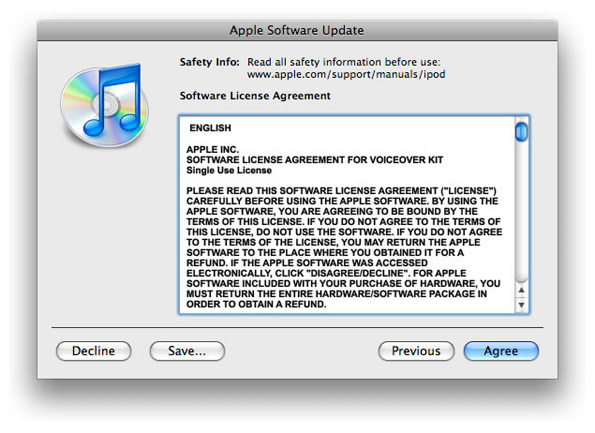 Apple Software Update
Safety Info: Read all safety information before use:
www.apple.com/support/manuals/ipod
Software License Agreement
ENGLISH
APPLE INC.
SOFTWARE LICENSE AGREEMENT FOR VOICEOVER KIT
Single Use License
PLEASE READ THIS SOFTWARE LICENSE AGREEMENT ("LICENSE")
CAREFULLY BEFORE USING THE APPLE SOFTWARE. BY USING THE
APPLE SOFTWARE, YOU ARE AGREEING TO BE BOUND BY THE
TERMS OF THIS LICENSE. IF YOU DO NOT AGREE TO THE TERMS OF
THIS LICENSE, DO NOT USE THE SOFTWARE. IF YOU DO NOT AGREE
TO THE TERMS OF THE LICENSE, YOU MAY RETURN THE APPLE
SOFTWARE TO THE PLACE WHERE YOU OBTAINED IT FOR A
REFUND. IF THE APPLE SOFTWARE WAS ACCESSED
ELECTRONICALLY, CLICK "DISAGREE/DECLINE". FOR APPLE
SOFTWARE INCLUDED WITH YOUR PURCHASE OF HARDWARE, YOU
MUST RETURN THE ENTIRE HARDWARE/SOFTWARE PACKAGE IN
ORDER TO OBTAIN A REFUND.
Decline Save... Previous Agree